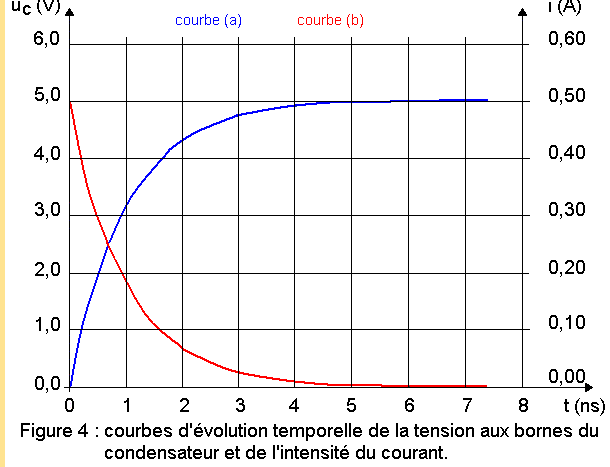 uC (V) i (A)
courbe (a) courbe (b)
6,0 0,60
5,0 0,50
4,0 0,40
3,0 0,30
2,0 0,20
1,0 0,10
0,0 0,00
0 1 2 3 4 5 6 7 8 t (ns)
Figure 4 : courbes d'évolution temporelle de la tension aux bornes du
condensateur et de l'intensité du courant.